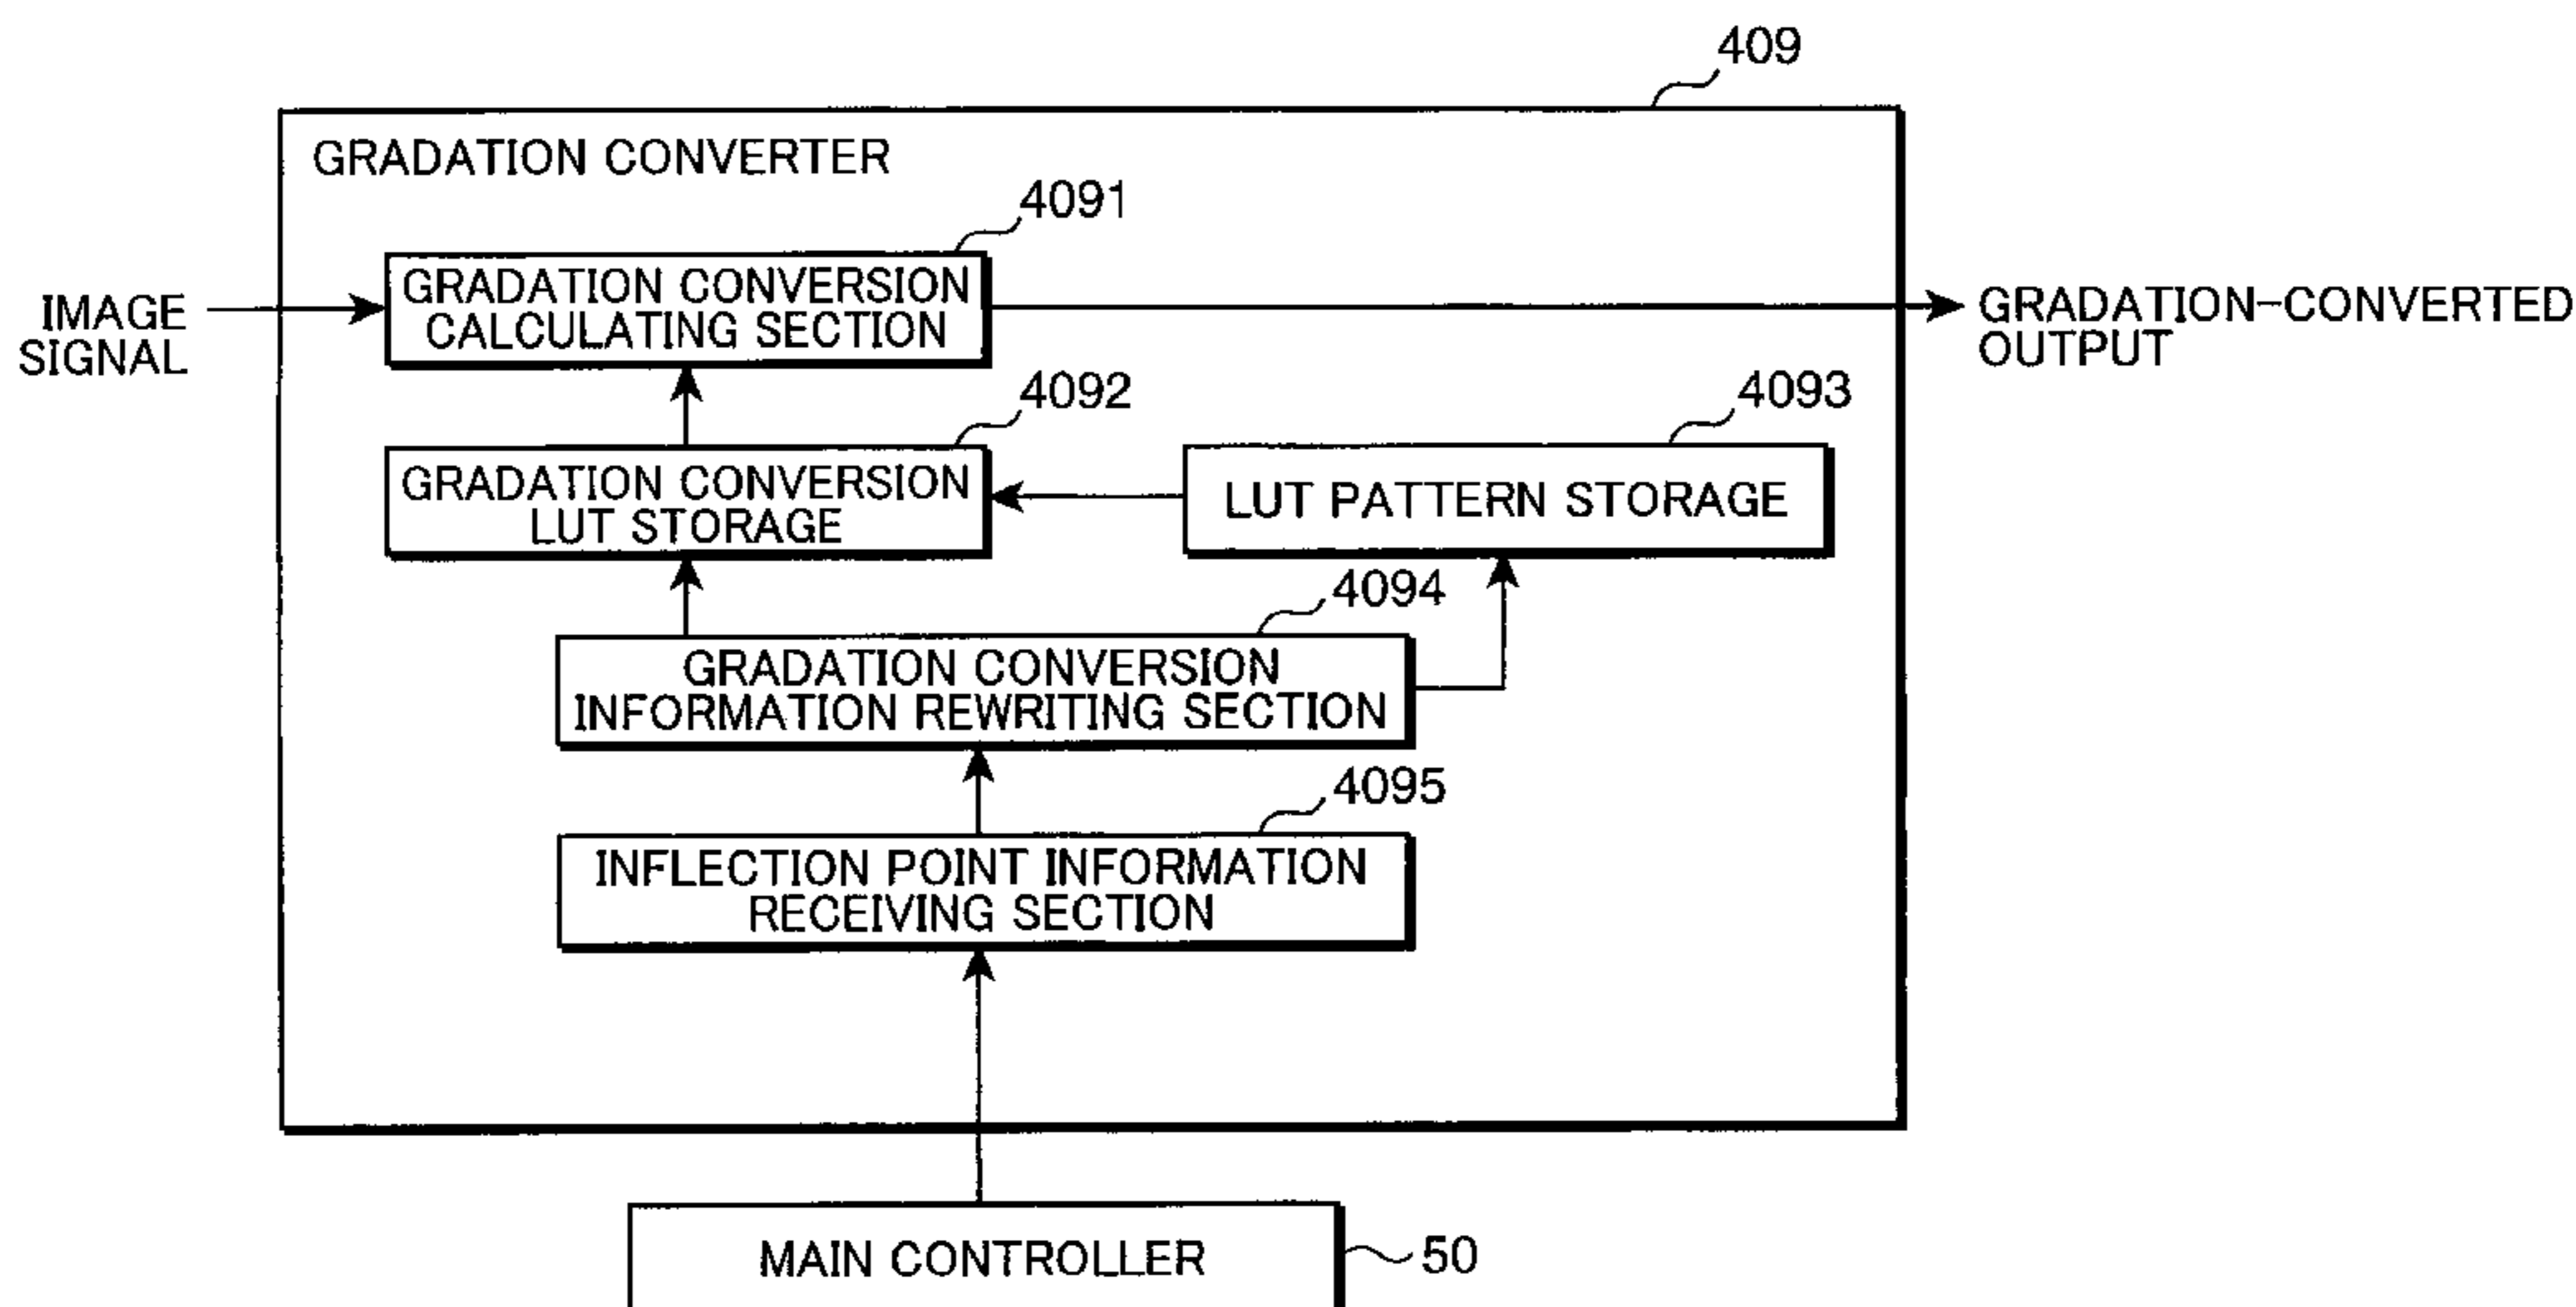 409
GRADATION CONVERTER
4091
IMAGE
SIGNAL
GRADATION CONVERSION
CALCULATING SECTION
GRADATION-CONVERTED
OUTPUT
4092
4093
GRADATION CONVERSION
LUT STORAGE
LUT PATTERN STORAGE
4094
GRADATION CONVERSION
INFORMATION REWRITING SECTION
4095
INFLECTION POINT INFORMATION
RECEIVING SECTION
MAIN CONTROLLER
50